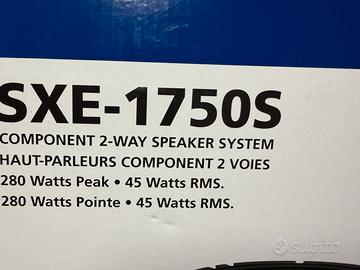 SXE-1750S
COMPONENT 2-WAY SPEAKER SYSTEM
HAUT-PARLEURS COMPONENT 2 VOIES
280 Watts Peak • 45 Watts RMS.
280 Watts Pointe • 45 Watts RMS.
subito